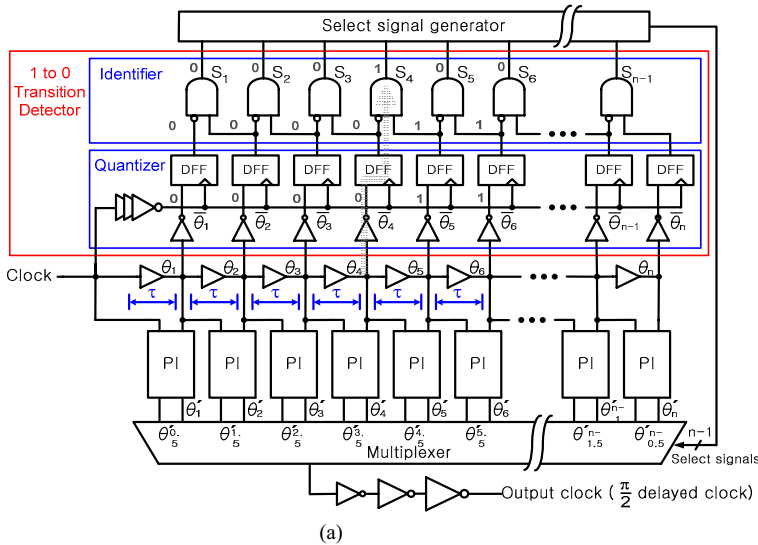 Select signal generator
1 to 0
Transition
Detector
Identifier
0 S1 0 S2 0 S3 1 S4 0 S5 0 S6 Sn-1
0 0 0 0 1 1
Quantizer
DFF DFF DFF DFF DFF DFF DFF DFF
0 0 0 0 1 1
θ̅1 θ̅2 θ̅3 θ̅4 θ̅5 θ̅6 θ̅n-1 θ̅n
Clock θ1 θ2 θ3 θ4 θ5 θ6 θn
τ τ τ τ τ τ
PI PI PI PI PI PI PI PI
θ′1 θ′2 θ′3 θ′4 θ′5 θ′6 θ′n-1 θ′n
θ′0.5 θ′1.5 θ′2.5 θ′3.5 θ′4.5 θ′5.5 θ′n-1.5 θ′n-0.5
Multiplexer
n-1
Select signals
Output clock ( π/2 delayed clock)
(a)